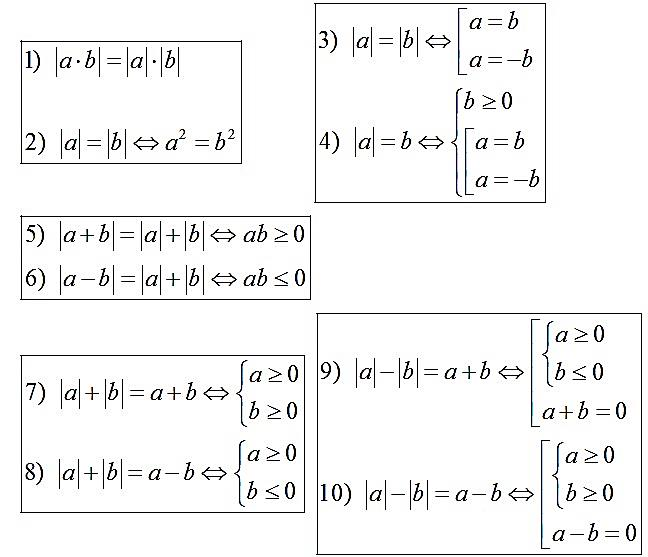 1) |a·b|=|a|·|b|
2) |a|=|b|⇔a²=b²
3) |a|=|b|⇔[a=b
a=−b
4) |a|=b⇔{b≥0
[a=b
a=−b
5) |a+b|=|a|+|b|⇔ab≥0
6) |a−b|=|a|+|b|⇔ab≤0
7) |a|+|b|=a+b⇔{a≥0
b≥0
8) |a|+|b|=a−b⇔{a≥0
b≤0
9) |a|−|b|=a+b⇔[{a≥0
b≤0
a+b=0
10) |a|−|b|=a−b⇔[{a≥0
b≥0
a−b=0